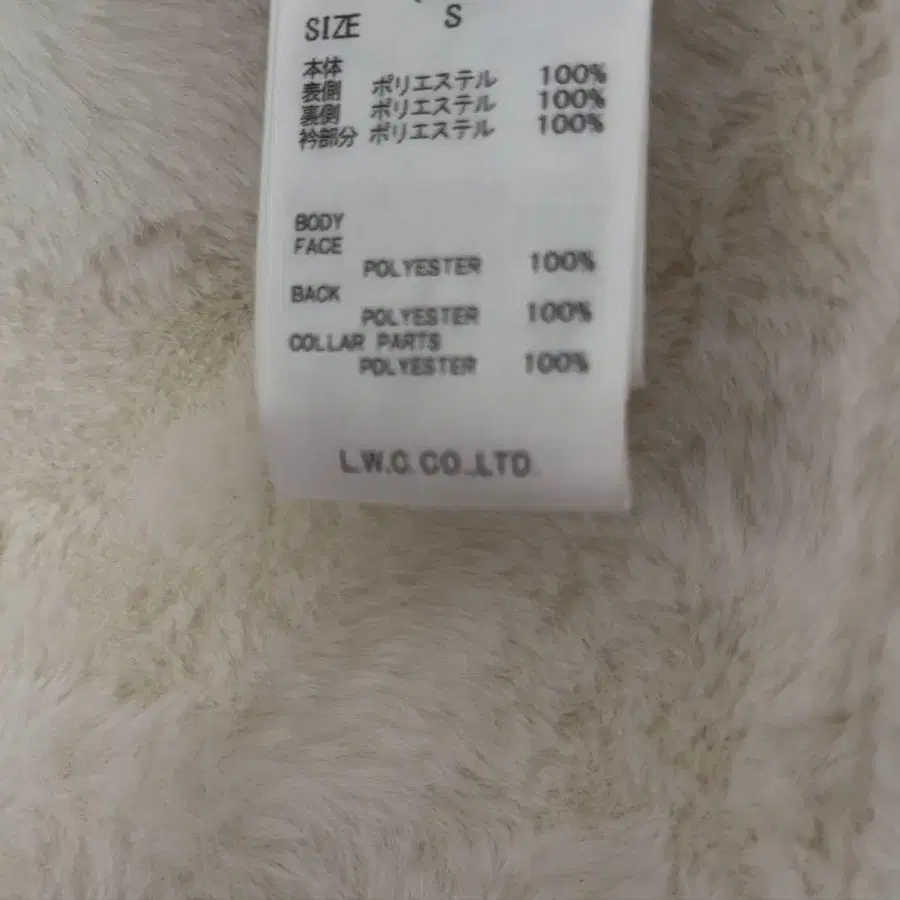 SIZE S
本体
表側 ポリエステル 100%
裏側 ポリエステル 100%
衿部分 ポリエステル 100%
BODY
FACE
POLYESTER 100%
BACK
POLYESTER 100%
COLLAR PARTS
POLYESTER 100%
L.W.C. CO.,LTD.